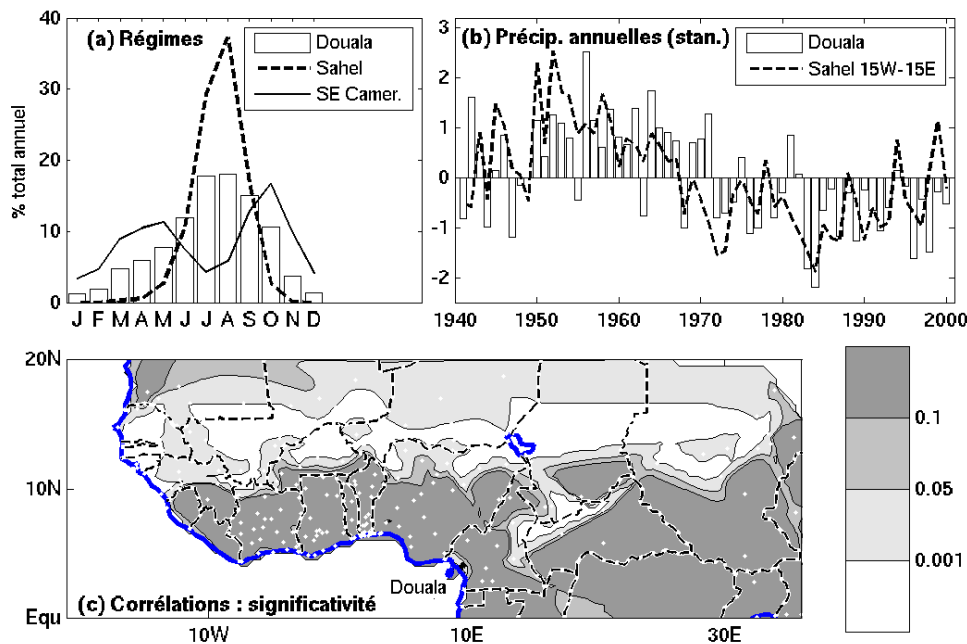 (a) Régimes
Douala
Sahel
SE Camer.
% total annuel
40
30
20
10
0
J F M A M J J A S O N D
(b) Précip. annuelles (stan.)
Douala
Sahel 15W-15E
3
2
1
0
-1
-2
1940 1950 1960 1970 1980 1990 2000
20N
10N
Equ
Douala
(c) Corrélations : significativité
10W 10E 30E
0.1
0.05
0.001